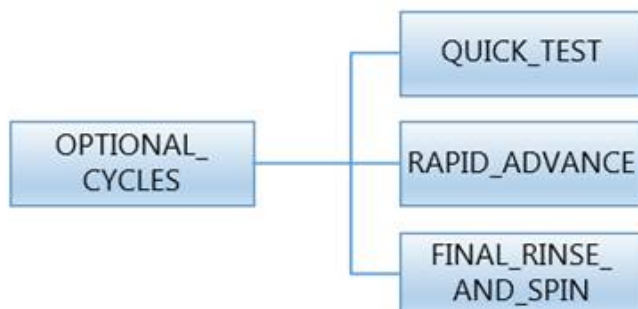 QUICK_TEST
OPTIONAL_
CYCLES
RAPID_ADVANCE
FINAL_RINSE_
AND_SPIN